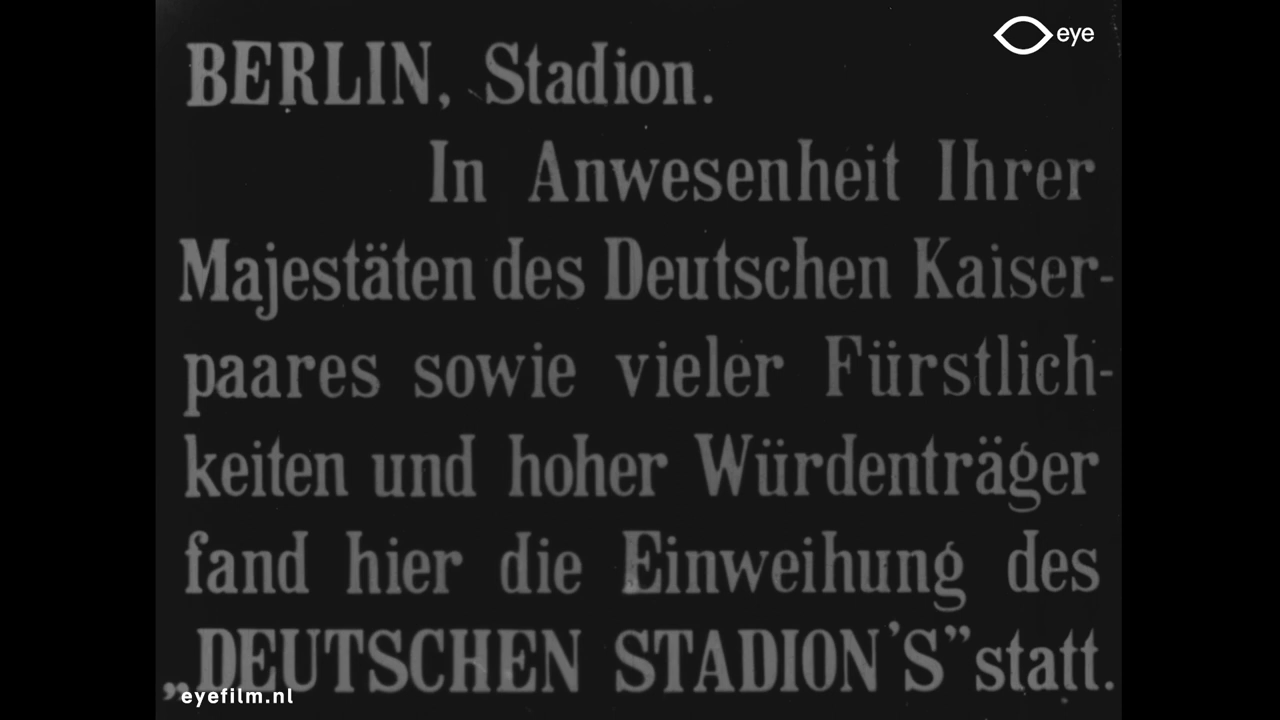 eye
BERLIN, Stadion.
In Anwesenheit Ihrer
Majestäten des Deutschen Kaiser-
paares sowie vieler Fürstlich-
keiten und hoher Würdenträger
fand hier die Einweihung des
„DEUTSCHEN STADION'S” statt.
eyefilm.nl